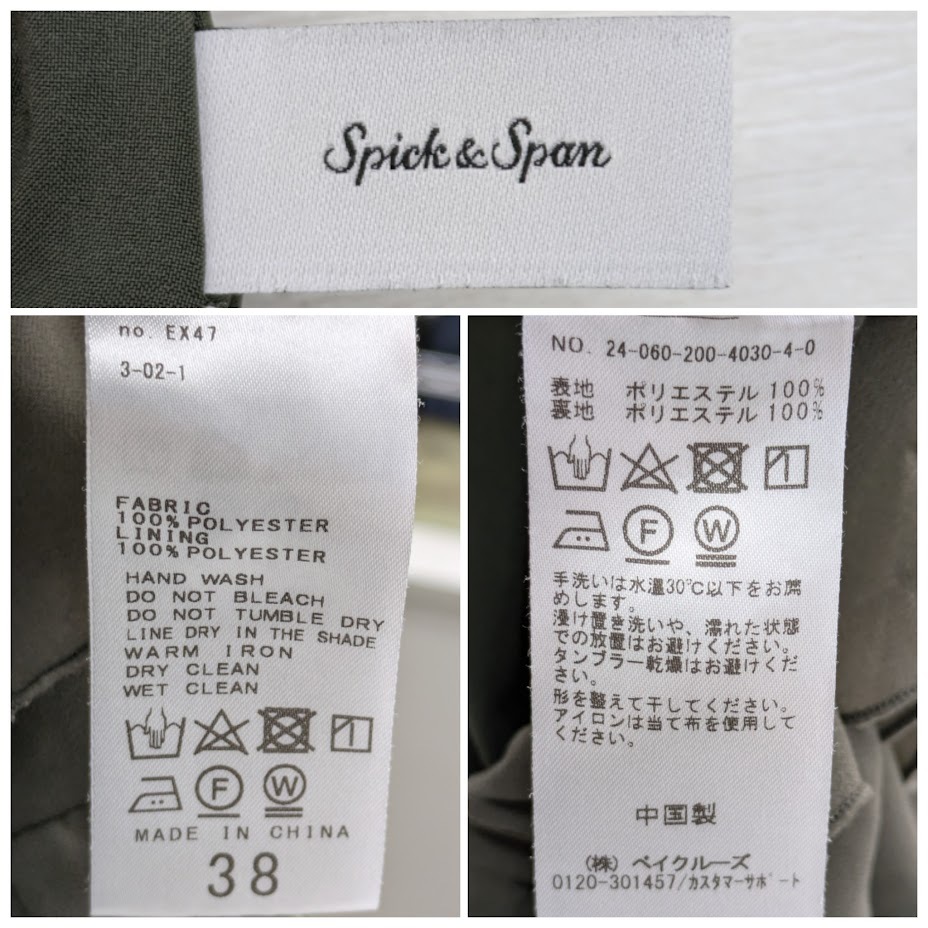 Spick & Span
no. EX47
3-02-1
FABRIC
100% POLYESTER
LINING
100% POLYESTER
HAND WASH
DO NOT BLEACH
DO NOT TUMBLE DRY
LINE DRY IN THE SHADE
WARM IRON
DRY CLEAN
WET CLEAN
F W
MADE IN CHINA
38
NO. 24-060-200-4030-4-0
表地 ポリエステル 100%
裏地 ポリエステル 100%
F W
手洗いは水温30℃以下をお薦
めします。
浸け置き洗いや、濡れた状態
での放置はお避けください。
タンブラー乾燥はお避けくだ
さい。
形を整えて干してください。
アイロンは当て布を使用して
ください。
中国製
(株) ベイクルーズ
0120-301457/カスタマーサポート